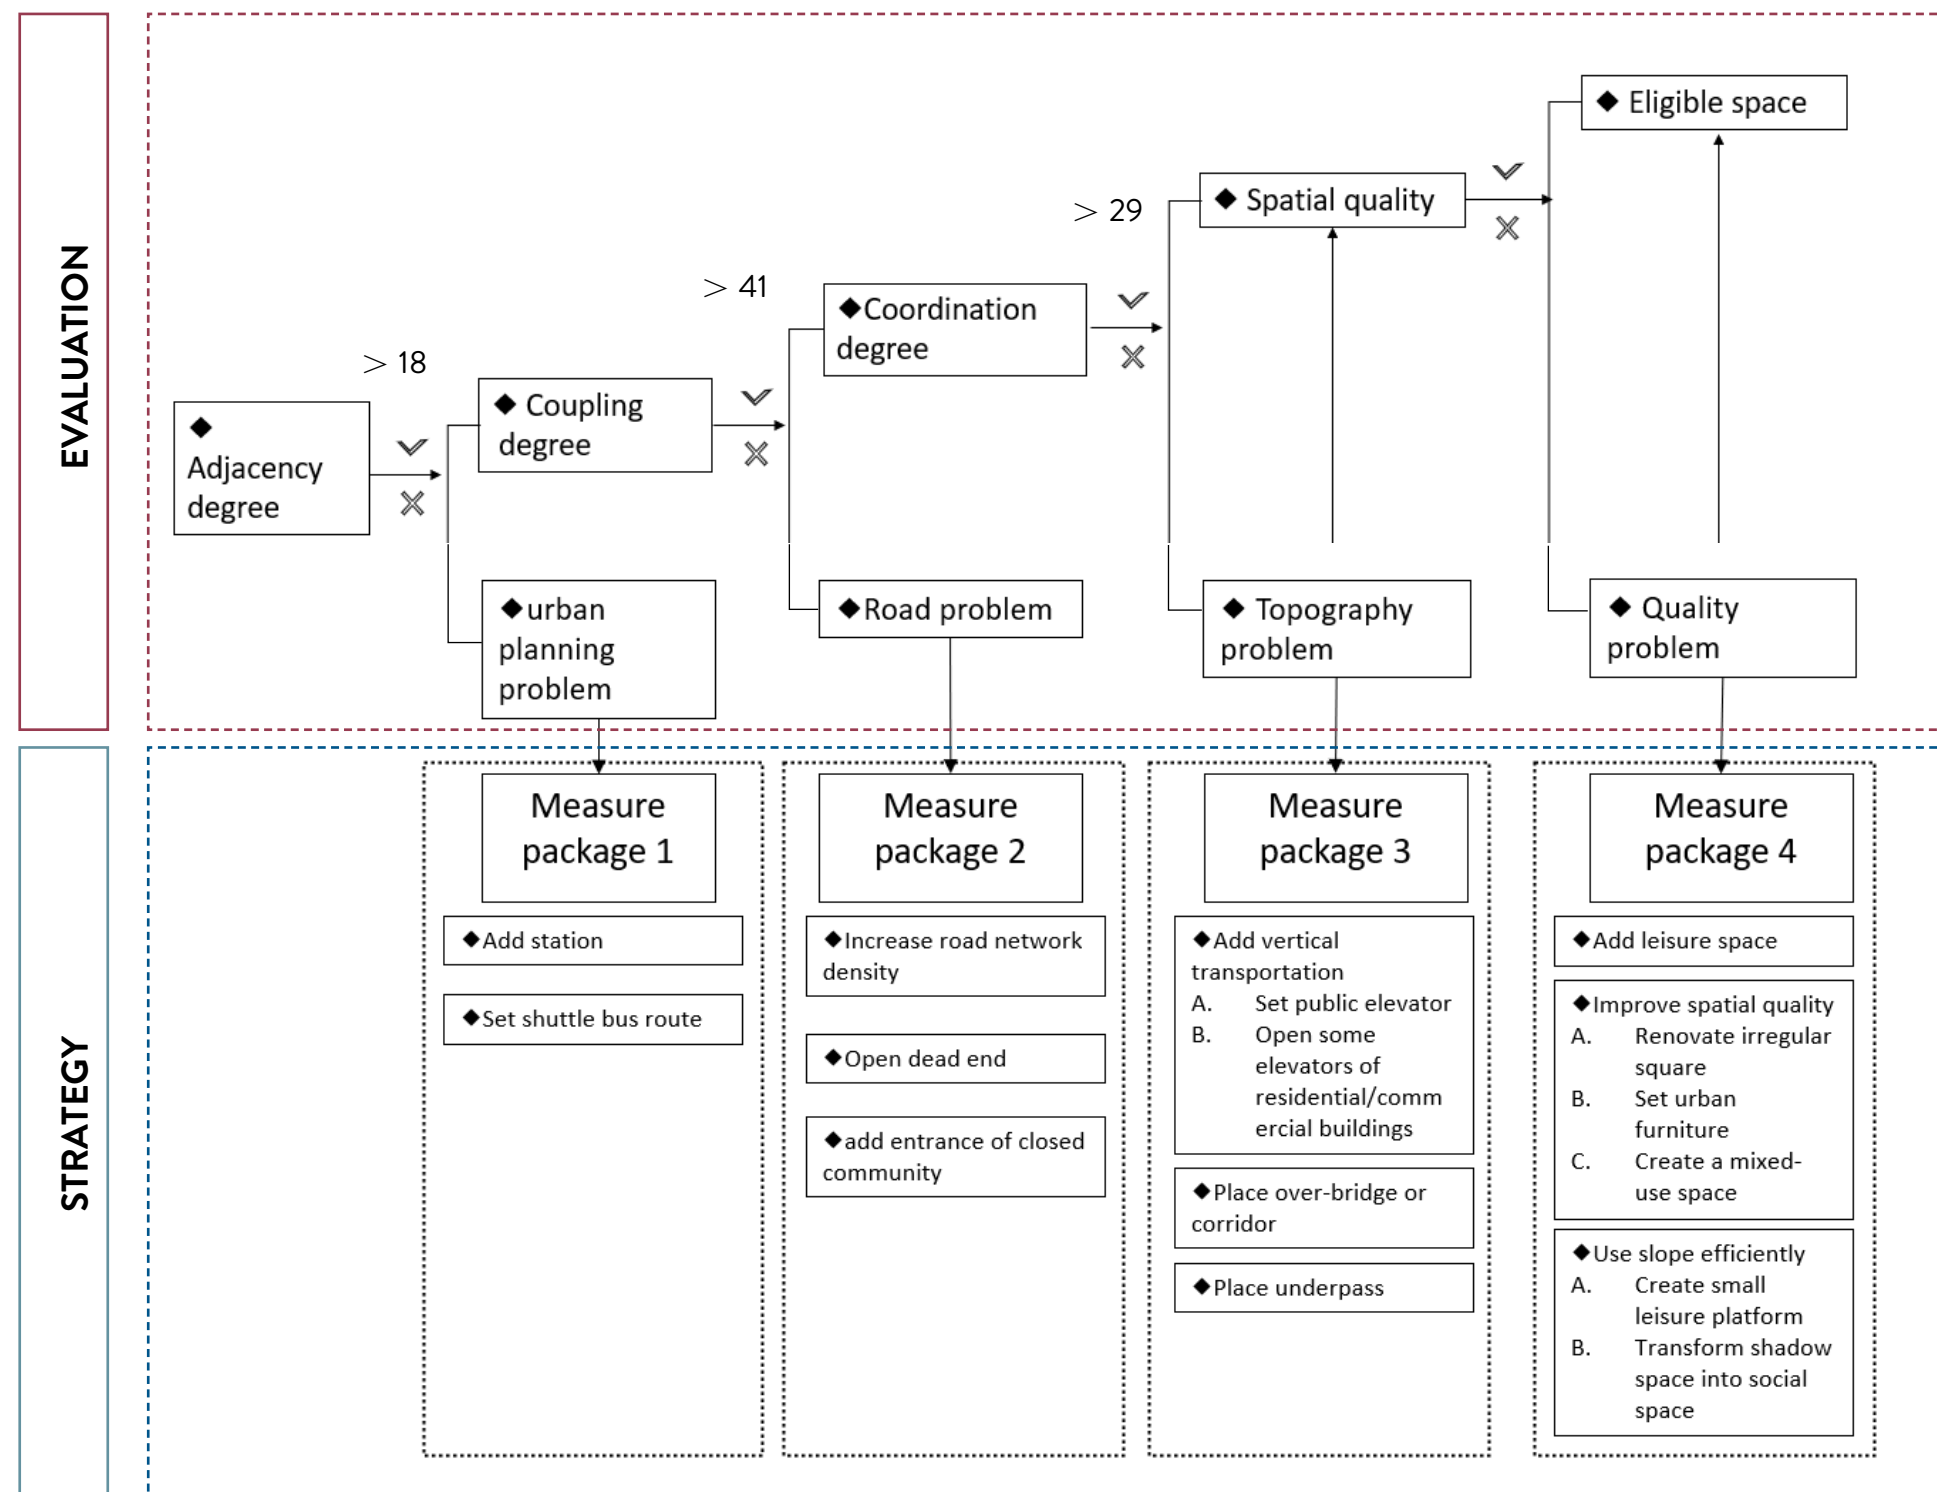 EVALUATION
◆ Eligible space
◆ Spatial quality
> 29
> 41
◆Coordination
degree
> 18
◆ Coupling
degree
◆
Adjacency
degree
◆urban
planning
problem
◆Road problem
◆ Topography
problem
◆ Quality
problem
STRATEGY
Measure
package 1
◆Add station
◆Set shuttle bus route
Measure
package 2
◆Increase road network
density
◆Open dead end
◆add entrance of closed
community
Measure
package 3
◆Add vertical
transportation
A. Set public elevator
B. Open some
elevators of
residential/comm
ercial buildings
◆Place over-bridge or
corridor
◆Place underpass
Measure
package 4
◆Add leisure space
◆Improve spatial quality
A. Renovate irregular
square
B. Set urban
furniture
C. Create a mixed-
use space
◆Use slope efficiently
A. Create small
leisure platform
B. Transform shadow
space into social
space